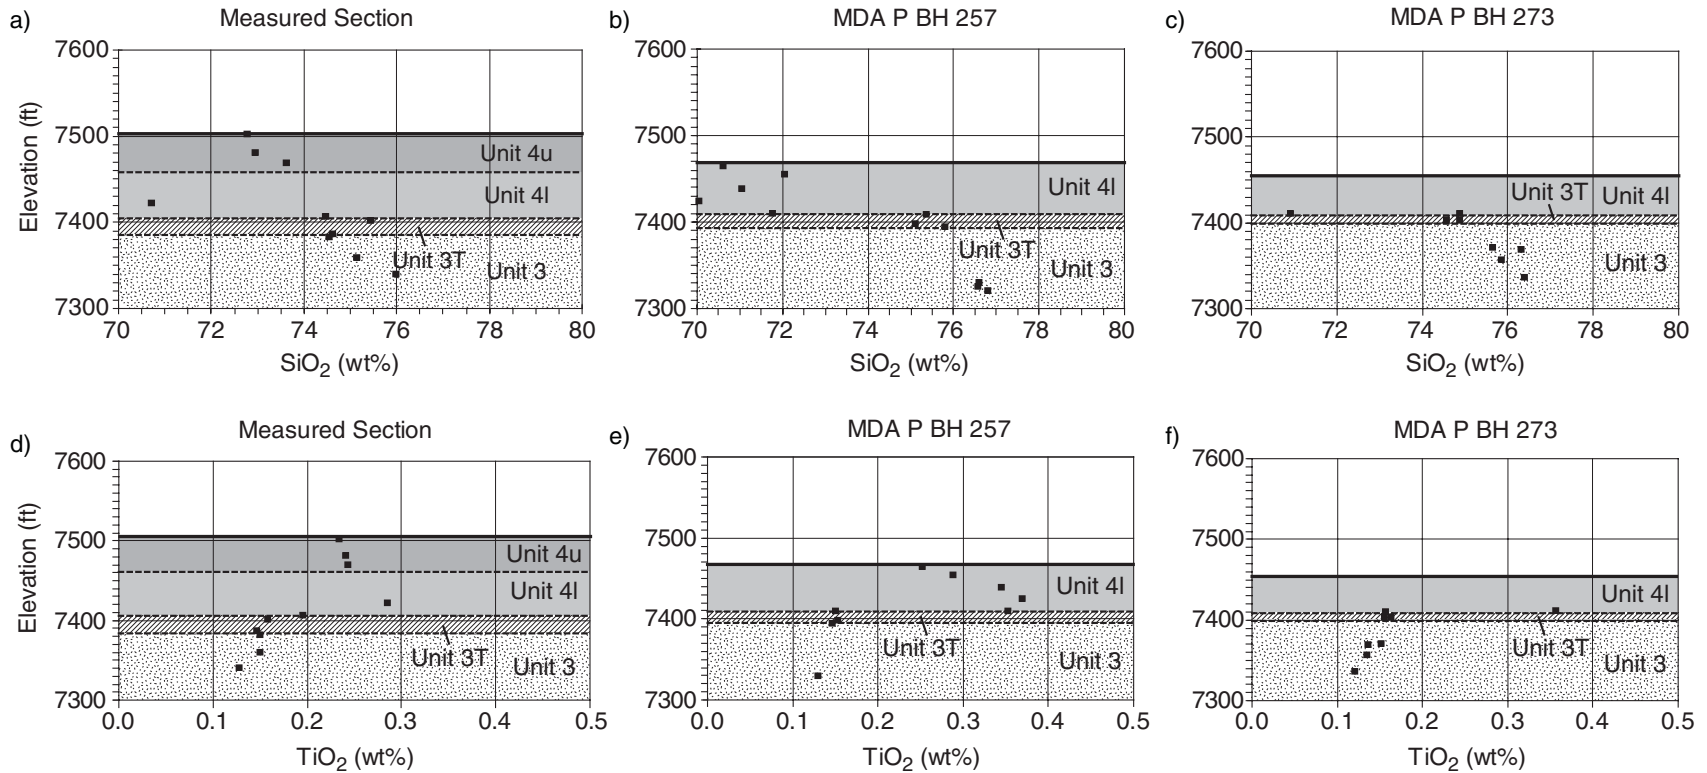 a) Measured Section
7600
7500
7400
7300
Elevation (ft)
Unit 4u
Unit 4l
Unit 3T
Unit 3
70 72 74 76 78 80
SiO2 (wt%)
b) MDA P BH 257
7600
7500
7400
7300
Unit 4l
Unit 3T
70 72 74 76 78 80
SiO2 (wt%)
c) MDA P BH 273
7600
7500
7400
7300
Unit 3T Unit 4l
Unit 3
70 72 74 76 78 80
SiO2 (wt%)
d) Measured Section
7600
7500
7400
7300
Elevation (ft)
Unit 4u
Unit 4l
Unit 3T
Unit 3
0.0 0.1 0.2 0.3 0.4 0.5
TiO2 (wt%)
e) MDA P BH 257
7600
7500
7400
7300
Unit 4l
Unit 3T
Unit 3
0.0 0.1 0.2 0.3 0.4 0.5
TiO2 (wt%)
f) MDA P BH 273
7600
7500
7400
7300
Unit 4l
Unit 3T
Unit 3
0.0 0.1 0.2 0.3 0.4 0.5
TiO2 (wt%)